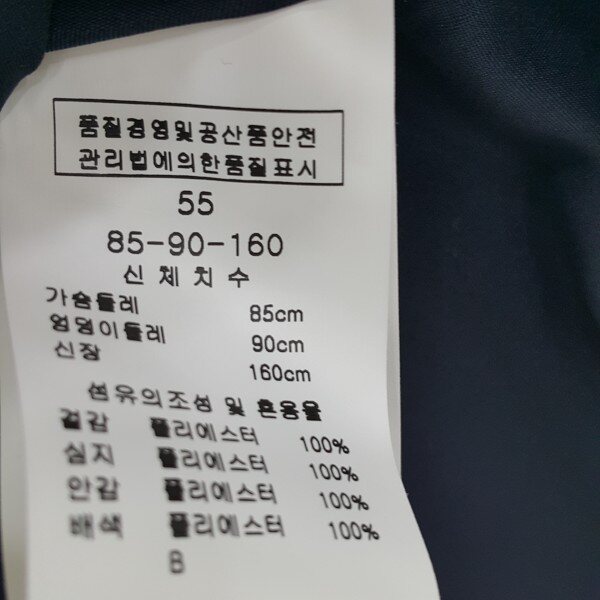 품질경영및공산품안전
관리법에의한품질표시
55
85-90-160
신체치수
가슴둘레 85cm
엉덩이둘레 90cm
신장 160cm
섬유의조성 및 혼용율
겉감 폴리에스터 100%
심지 폴리에스터 100%
안감 폴리에스터 100%
배색 폴리에스터 100%
B